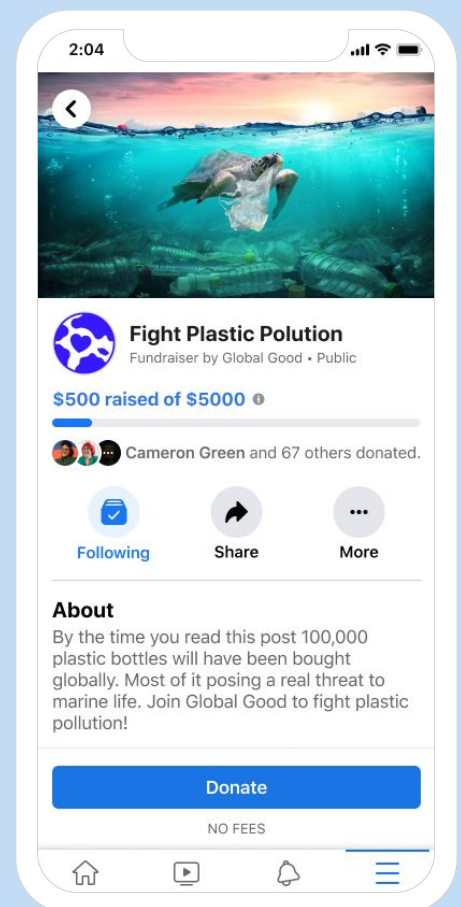 2:04
Fight Plastic Polution
Fundraiser by Global Good • Public
$500 raised of $5000
Cameron Green and 67 others donated.
Following
Share
More
About
By the time you read this post 100,000
plastic bottles will have been bought
globally. Most of it posing a real threat to
marine life. Join Global Good to fight plastic
pollution!
Donate
NO FEES